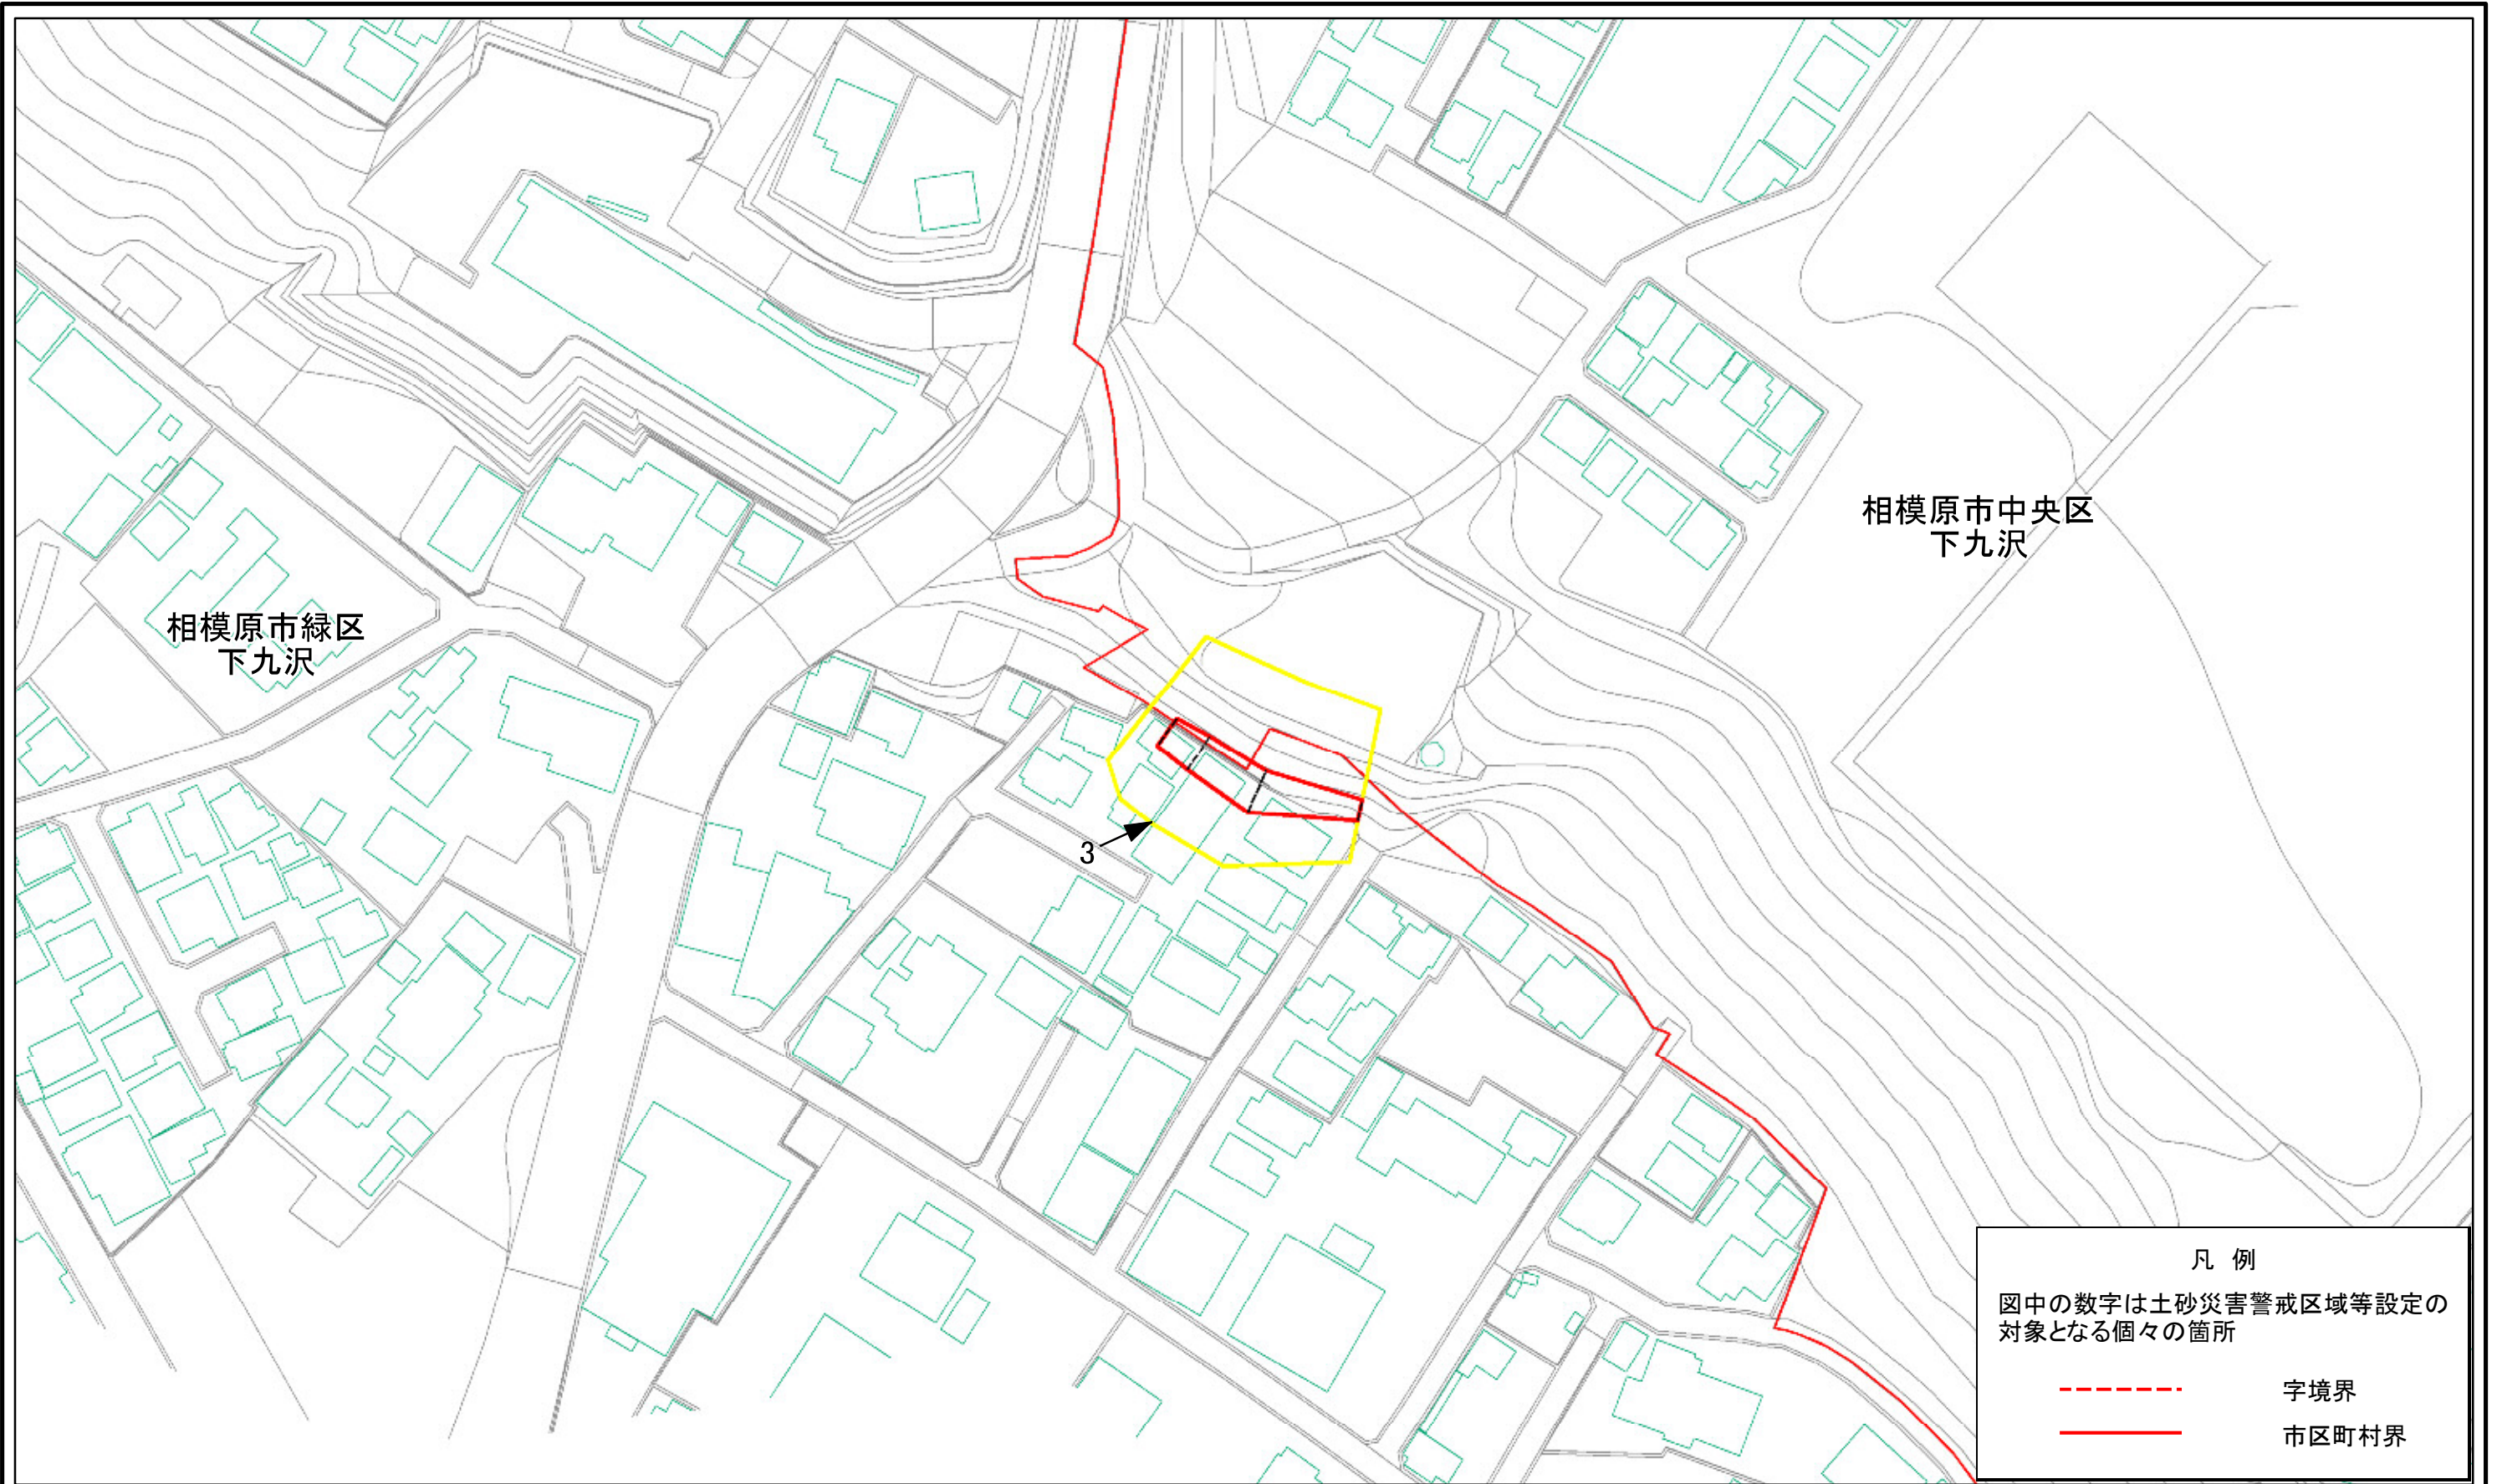 相模原市中央区
下九沢
相模原市緑区
下九沢
3
凡 例
図中の数字は土砂災害警戒区域等設定の
対象となる個々の箇所
字境界
市区町村界